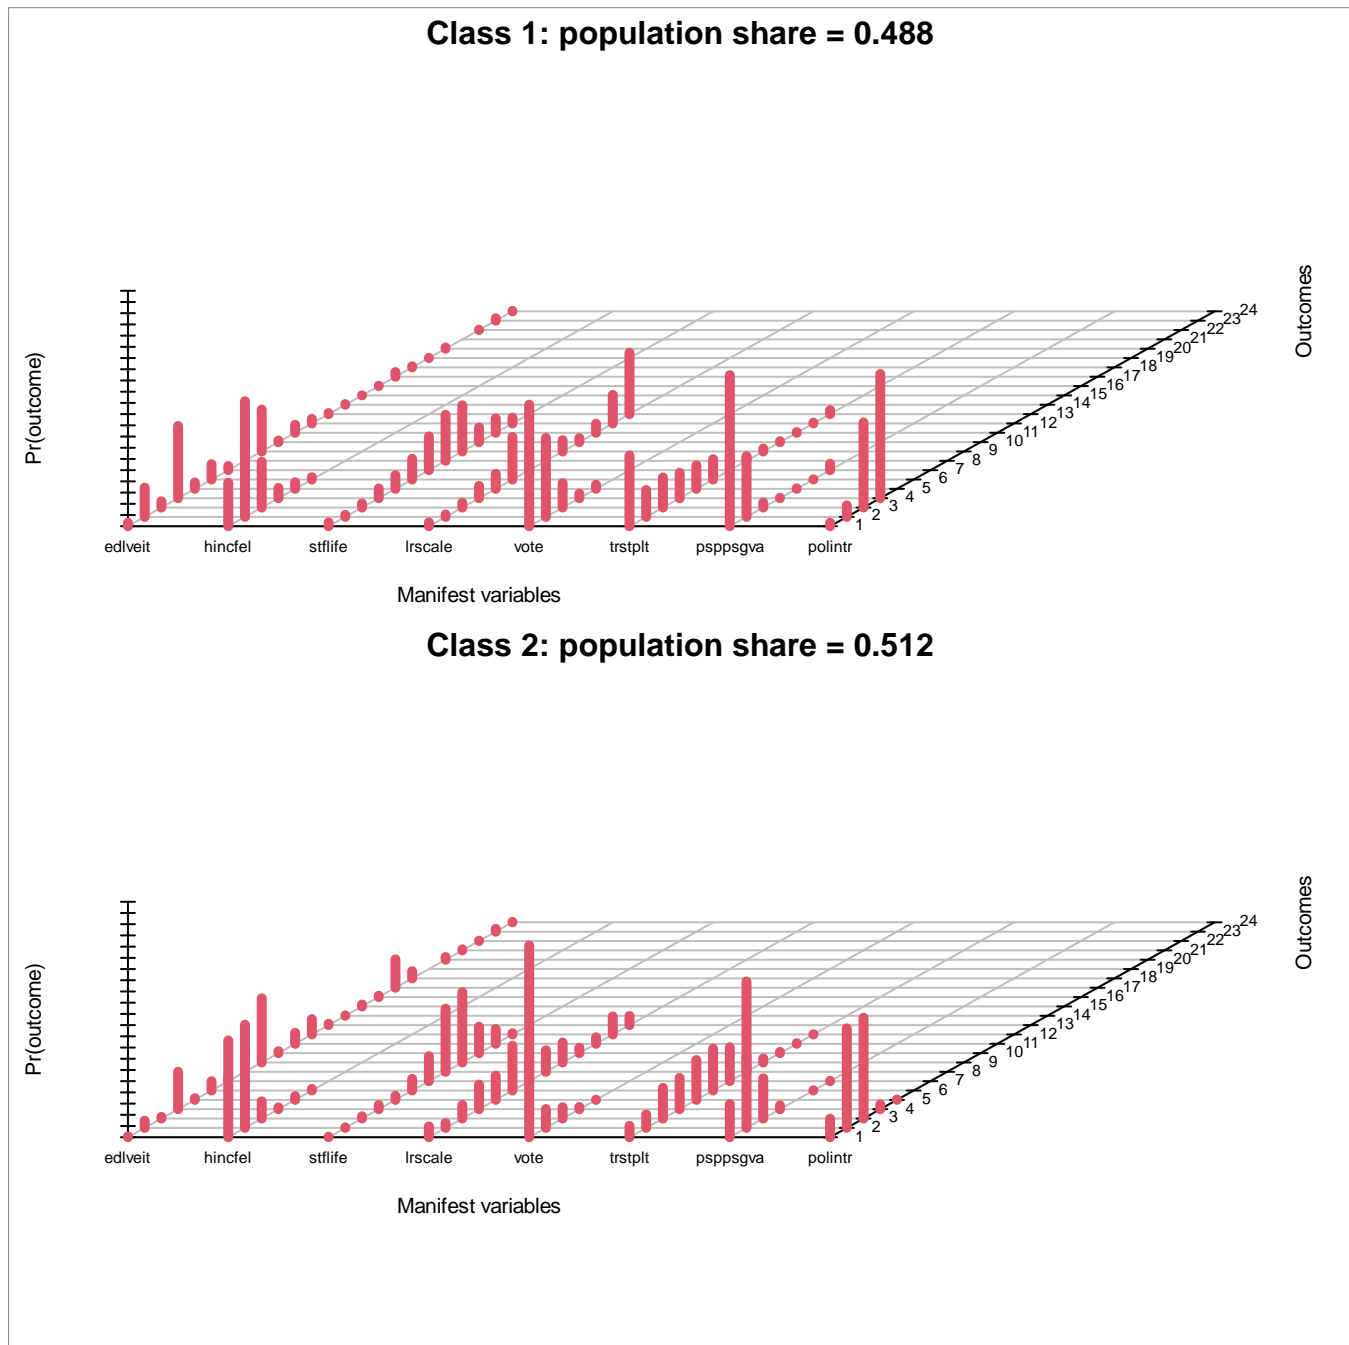 Class 1: population share = 0.488
Pr(outcome)
Outcomes
1 2 3 4 5 6 7 8 9 10 11 12 13 14 15 16 17 18 19 20 21 22 23 24
edlveit hincfel stflife lrscale vote trstplt psppsgva polintr
Manifest variables
Class 2: population share = 0.512
Pr(outcome)
Outcomes
1 2 3 4 5 6 7 8 9 10 11 12 13 14 15 16 17 18 19 20 21 22 23 24
edlveit hincfel stflife lrscale vote trstplt psppsgva polintr
Manifest variables